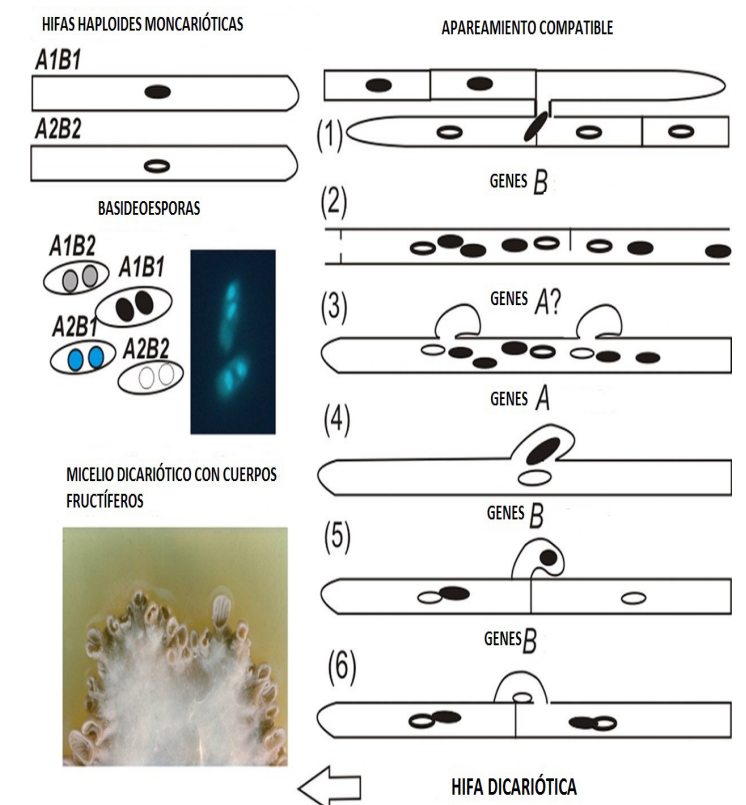 HIFAS HAPLOIDES MONCARIÓTICAS
A1B1
A2B2
BASIDEOESPORAS
A1B2
A1B1
A2B1
A2B2
MICELIO DICARIÓTICO CON CUERPOS
FRUCTÍFEROS
APAREAMIENTO COMPATIBLE
(1)
GENES B
(2)
GENES A?
(3)
GENES A
(4)
GENES B
(5)
GENES B
(6)
HIFA DICARIÓTICA